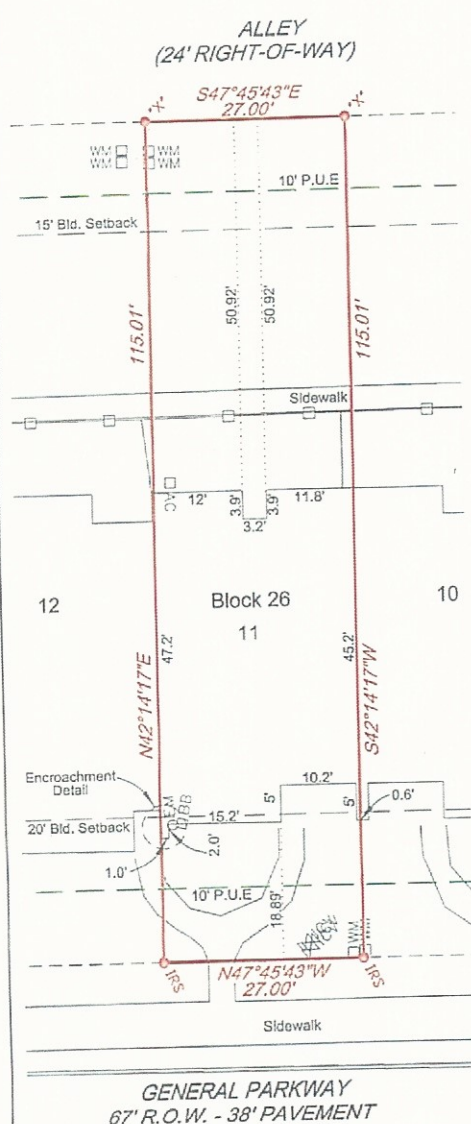 ALLEY
(24' RIGHT-OF-WAY)
S47°45'43"E
27.00'
"X"
"X"
WM
WM
WM
WM
10' P.U.E
15' Bld. Setback
115.01'
50.92'
50.92'
115.01'
Sidewalk
AC
12'
3.9'
3.2'
3.9'
11.8'
12
Block 26
11
10
N42°14'17"E
47.2'
45.2'
S42°14'17"W
Encroachment
Detail
10.2'
5'
5'
0.6'
15.2'
20' Bld. Setback
2.0'
1.0'
10' P.U.E
18.89'
WM
IRS
N47°45'43"W
27.00'
IRS
Sidewalk
GENERAL PARKWAY
67' R.O.W. - 38' PAVEMENT